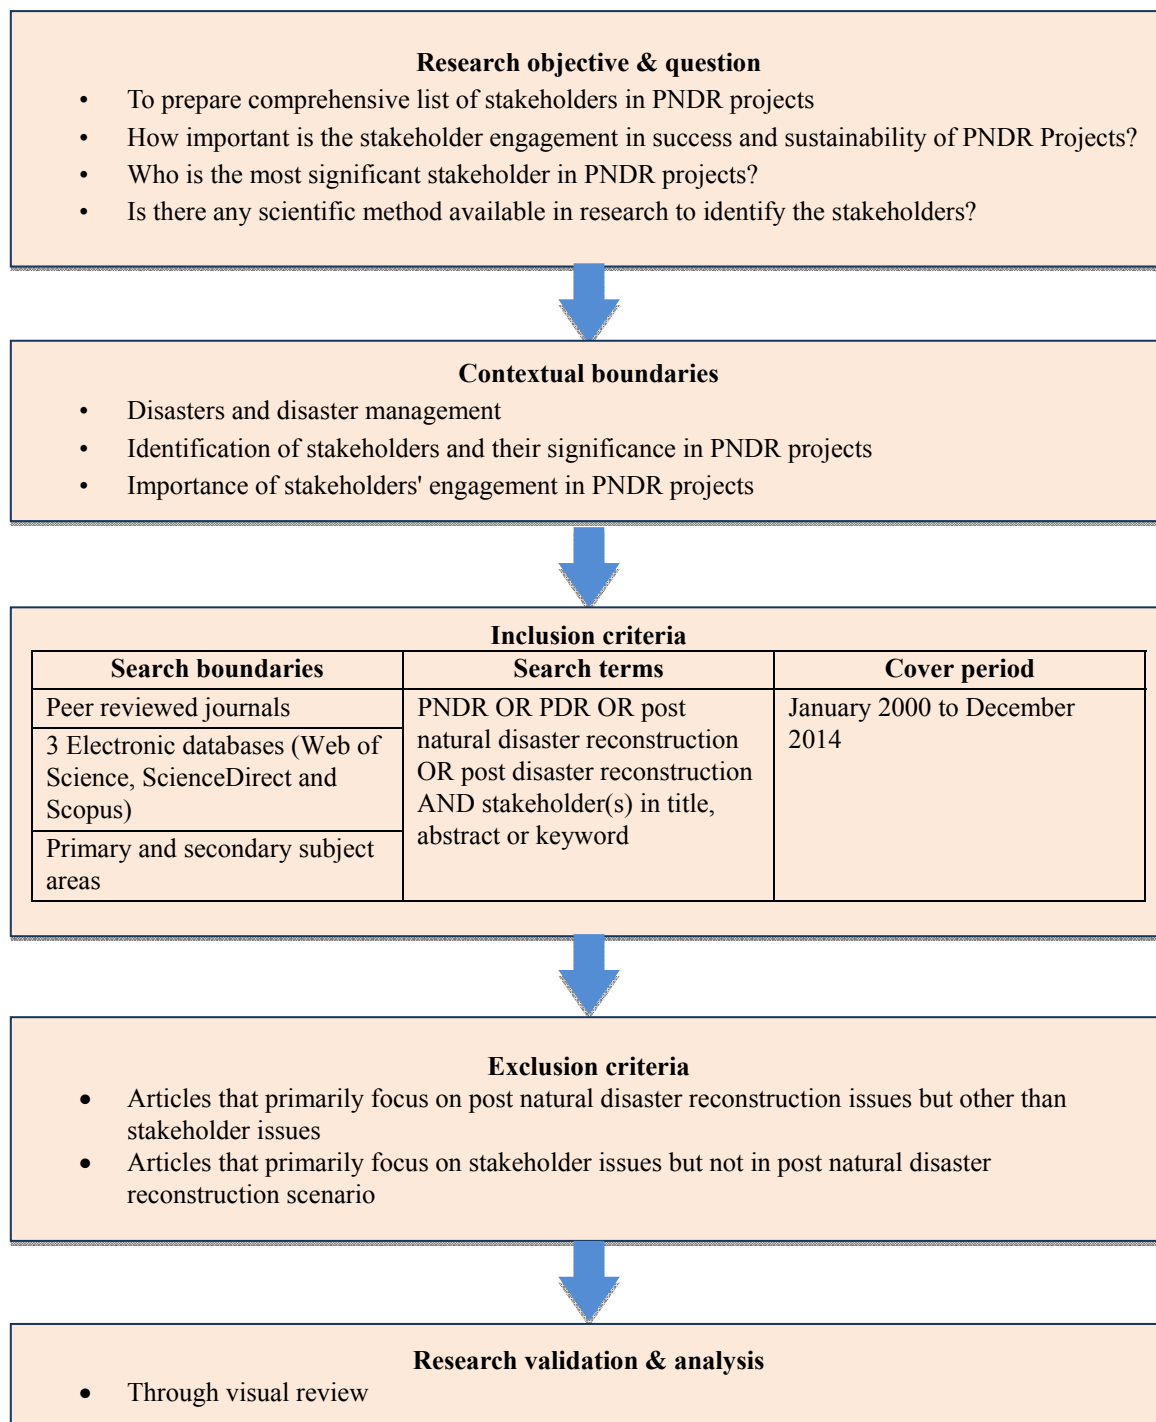 Research objective & question
• To prepare comprehensive list of stakeholders in PNDR projects
• How important is the stakeholder engagement in success and sustainability of PNDR Projects?
• Who is the most significant stakeholder in PNDR projects?
• Is there any scientific method available in research to identify the stakeholders?
Contextual boundaries
• Disasters and disaster management
• Identification of stakeholders and their significance in PNDR projects
• Importance of stakeholders' engagement in PNDR projects
Inclusion criteria
Search boundaries
Peer reviewed journals
3 Electronic databases (Web of
Science, ScienceDirect and
Scopus)
Primary and secondary subject
areas
Search terms
PNDR OR PDR OR post
natural disaster reconstruction
OR post disaster reconstruction
AND stakeholder(s) in title,
abstract or keyword
Cover period
January 2000 to December
2014
Exclusion criteria
• Articles that primarily focus on post natural disaster reconstruction issues but other than
stakeholder issues
• Articles that primarily focus on stakeholder issues but not in post natural disaster
reconstruction scenario
Research validation & analysis
• Through visual review